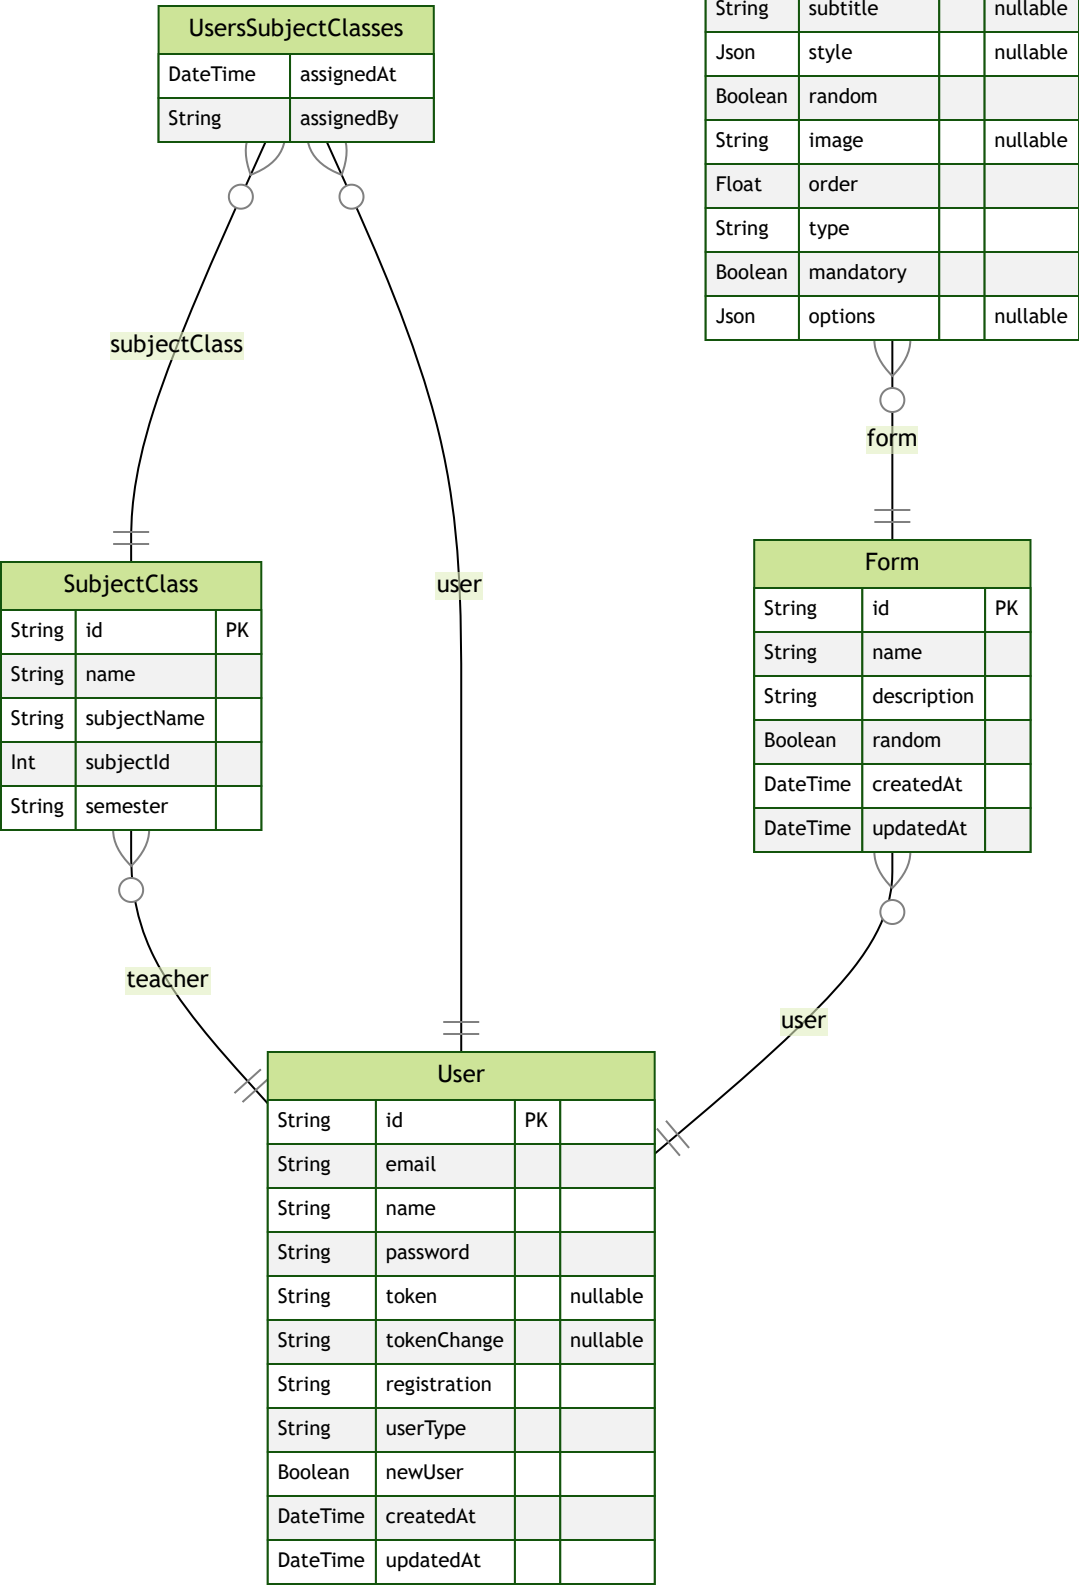 UsersSubjectClasses
DateTime assignedAt
String assignedBy
String subtitle nullable
Json style nullable
Boolean random
String image nullable
Float order
String type
Boolean mandatory
Json options nullable
subjectClass
form
user
SubjectClass
String id PK
String name
String subjectName
Int subjectId
String semester
Form
String id PK
String name
String description
Boolean random
DateTime createdAt
DateTime updatedAt
teacher
user
User
String id PK
String email
String name
String password
String token nullable
String tokenChange nullable
String registration
String userType
Boolean newUser
DateTime createdAt
DateTime updatedAt